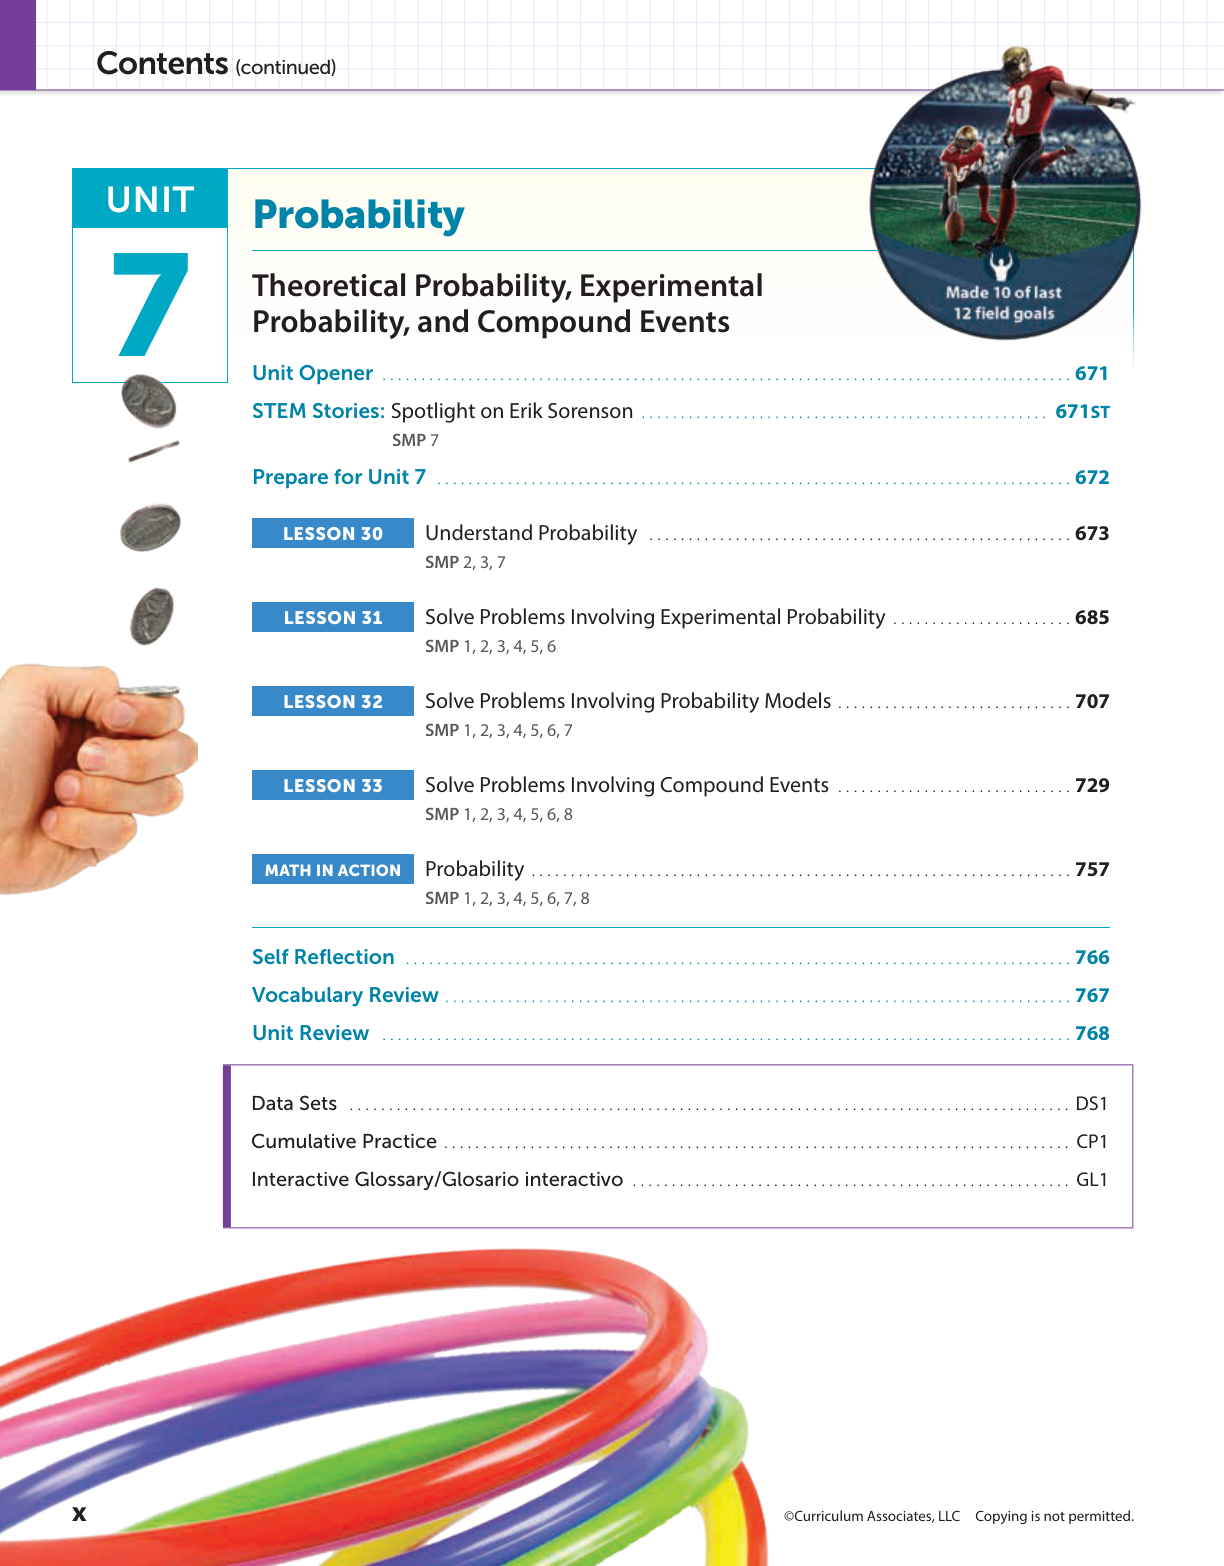 Contents (continued)
UNIT
7
Probability
Theoretical Probability, Experimental
Probability, and Compound Events
23
5
Made 10 of last
12 field goals
Unit Opener 671
STEM Stories: Spotlight on Erik Sorenson 671ST
SMP 7
Prepare for Unit 7 672
LESSON 30 Understand Probability 673
SMP 2, 3, 7
LESSON 31 Solve Problems Involving Experimental Probability 685
SMP 1, 2, 3, 4, 5, 6
LESSON 32 Solve Problems Involving Probability Models 707
SMP 1, 2, 3, 4, 5, 6, 7
LESSON 33 Solve Problems Involving Compound Events 729
SMP 1, 2, 3, 4, 5, 6, 8
MATH IN ACTION Probability 757
SMP 1, 2, 3, 4, 5, 6, 7, 8
Self Reflection 766
Vocabulary Review 767
Unit Review 768
Data Sets DS1
Cumulative Practice CP1
Interactive Glossary/Glosario interactivo GL1
x
©Curriculum Associates, LLC Copying is not permitted.